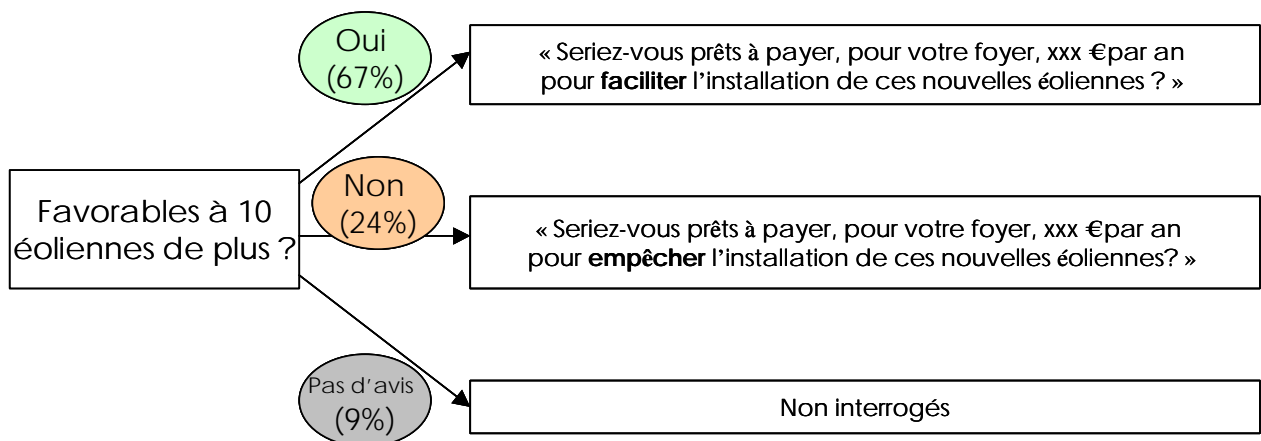 Oui
(67%)
« Seriez-vous prêts à payer, pour votre foyer, xxx €par an
pour faciliter l’installation de ces nouvelles éoliennes ? »
Favorables à 10
éoliennes de plus ?
Non
(24%)
« Seriez-vous prêts à payer, pour votre foyer, xxx €par an
pour empêcher l’installation de ces nouvelles éoliennes? »
Pas d’avis
(9%)
Non interrogés